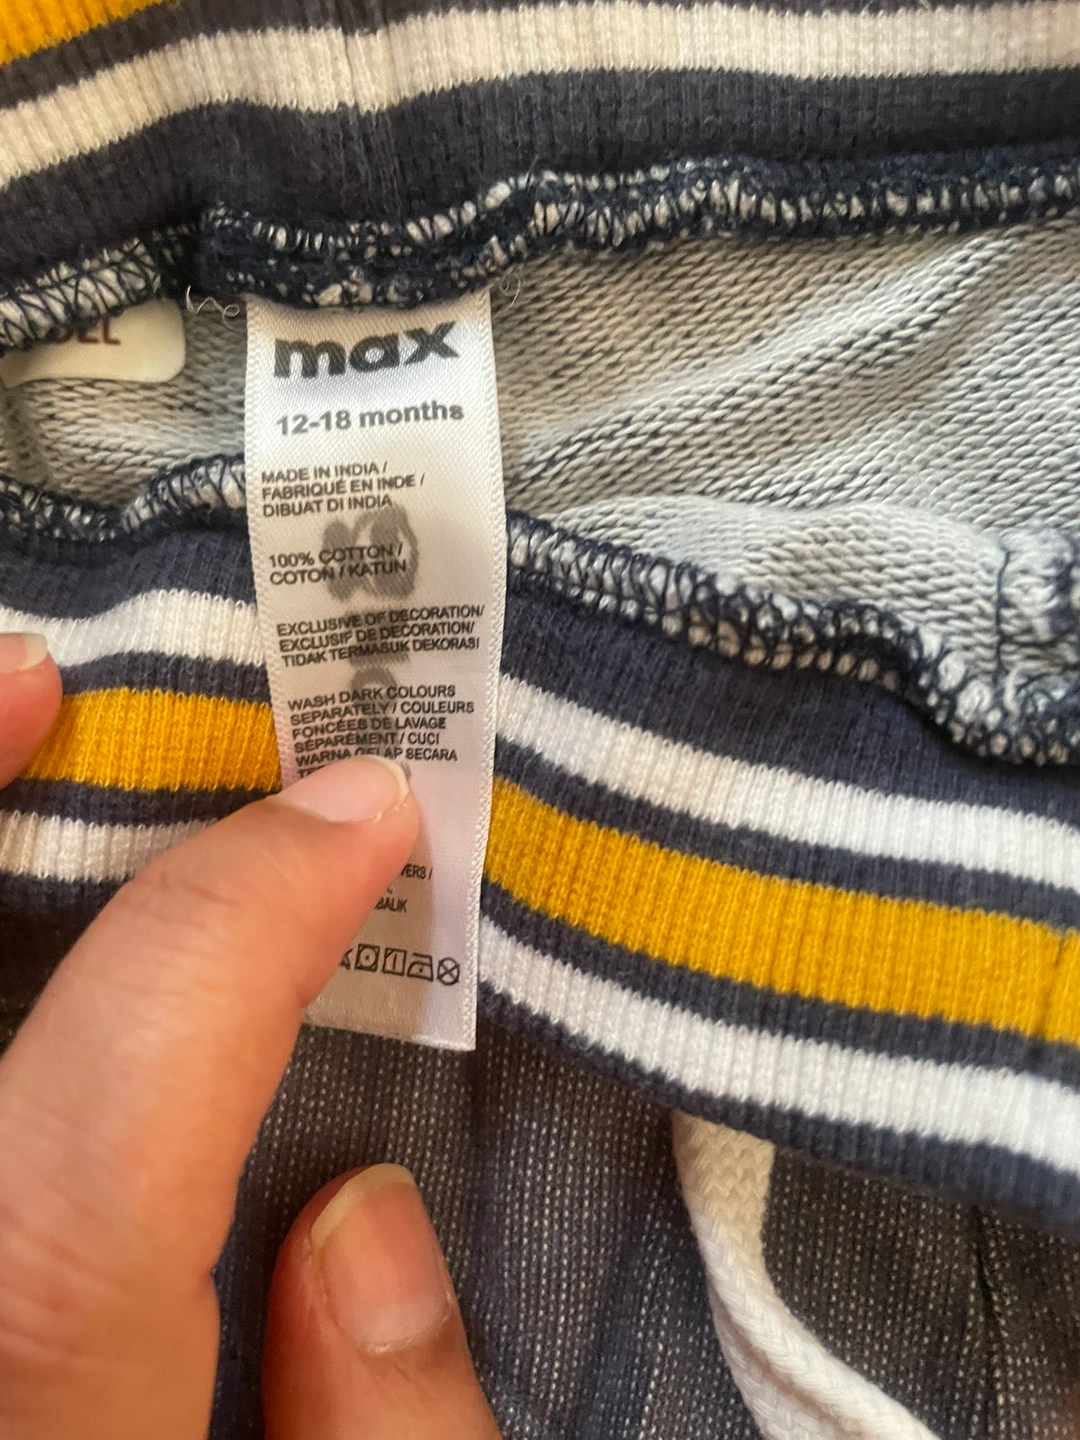 max
12-18 months
MADE IN INDIA /
FABRIQUÉ EN INDE /
DIBUAT DI INDIA
100% COTTON /
COTON / KATUN
EXCLUSIVE OF DECORATION/
EXCLUSIF DE DECORATION/
TIDAK TERMASUK DEKORASI
WASH DARK COLOURS
SEPARATELY / COULEURS
FONCÉES DE LAVAGE
SÉPARÉMENT / CUCI
WARNA GELAP SECARA